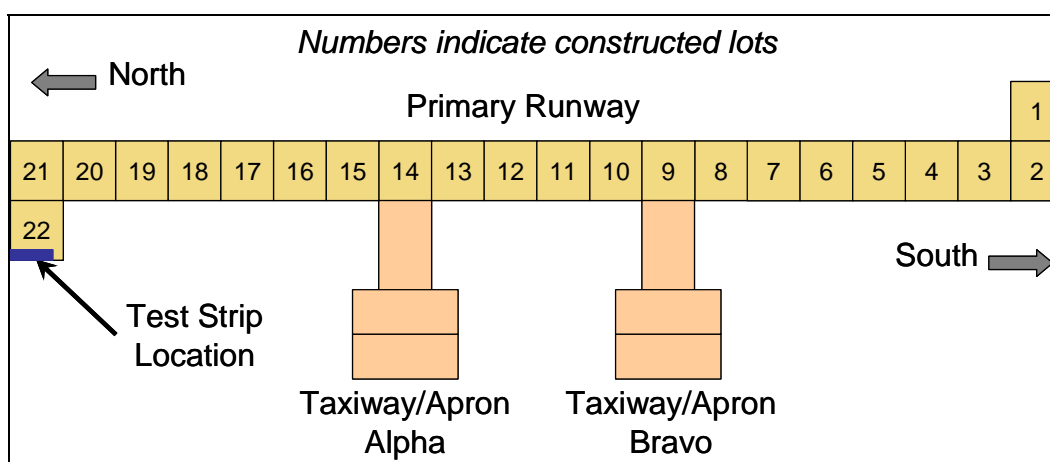 Numbers indicate constructed lots
North
Primary Runway
1
21 20 19 18 17 16 15 14 13 12 11 10 9 8 7 6 5 4 3 2
22
South
Test Strip
Location
Taxiway/Apron
Alpha
Taxiway/Apron
Bravo